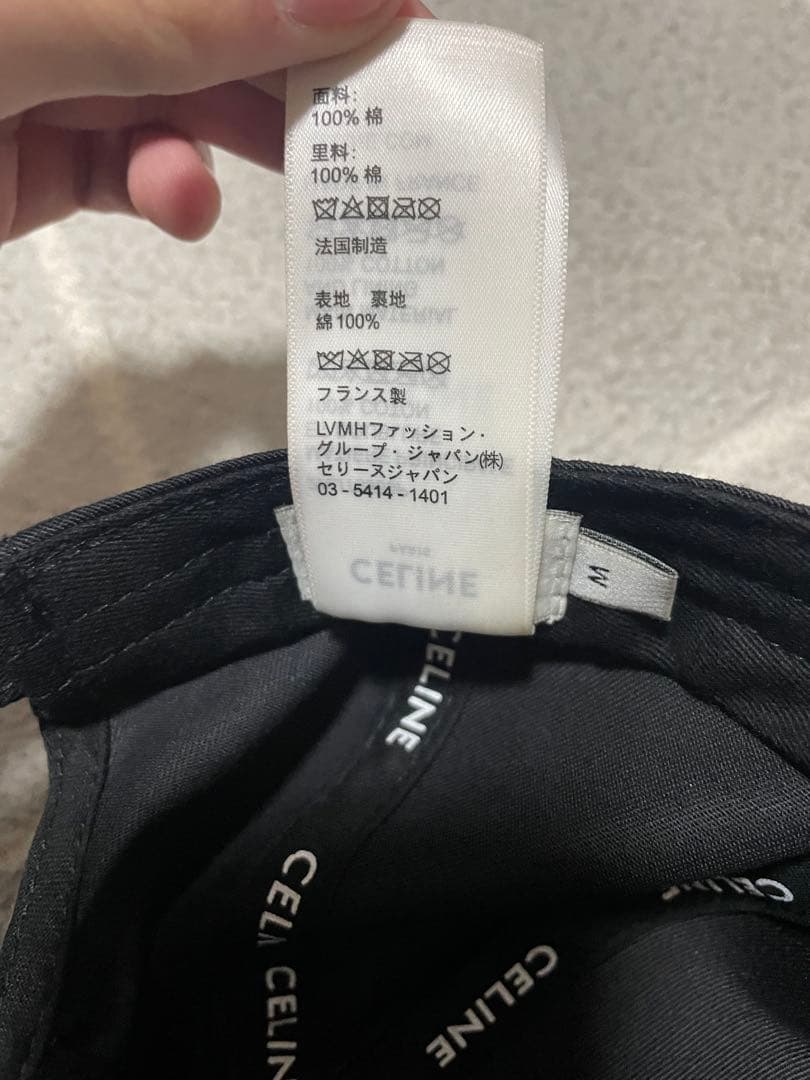 面料:
100% 棉
里料:
100% 棉
法国制造
表地　裏地
綿100%
フランス製
LVMHファッション・
グループ・ジャパン(株)
セリーヌジャパン
03 - 5414 - 1401
PARIS
CELINE
M
CELINE
CEL
CELINE
CELINE
CELINE